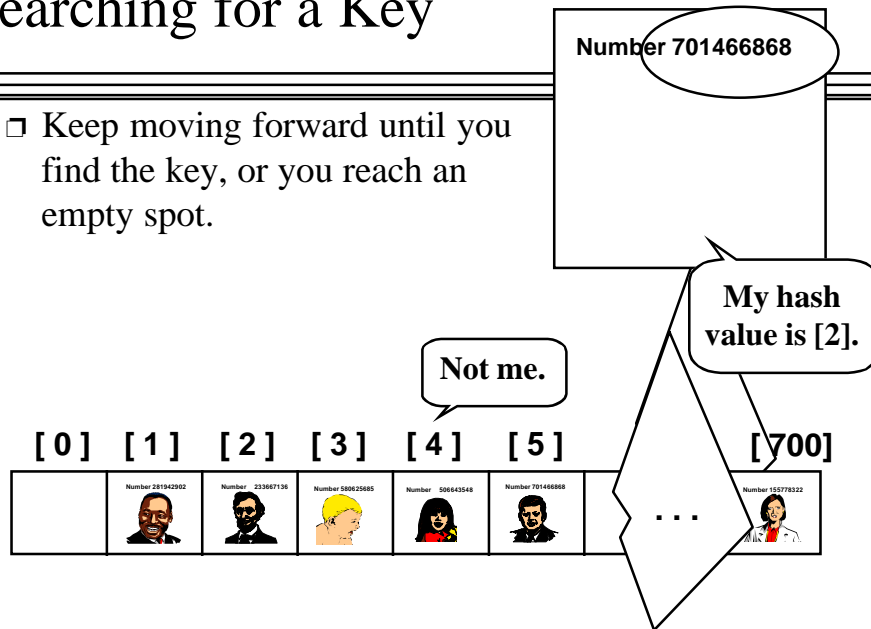 earching for a Key
Number 701466868
❐ Keep moving forward until you
find the key, or you reach an
empty spot.
My hash
value is [2].
Not me.
[ 0 ] [ 1 ] [ 2 ] [ 3 ] [ 4 ] [ 5 ] [ 700]
Number 281942902 Number 233667136 Number 580625685 Number 506643548 Number 701466868 . . . Number 155778322